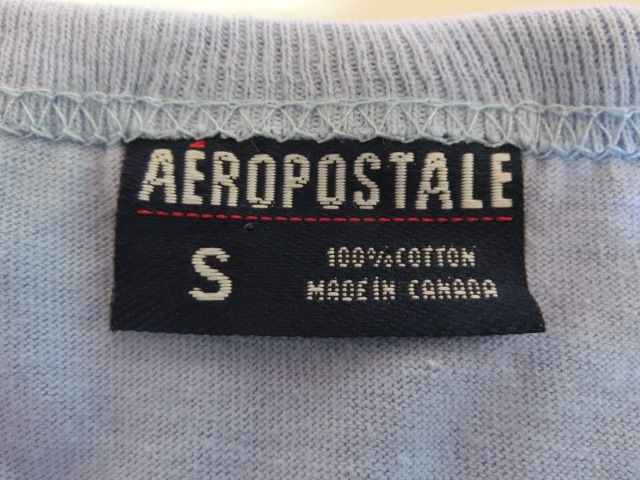 AÉROPOSTALE
S
100% COTTON
MADE IN CANADA